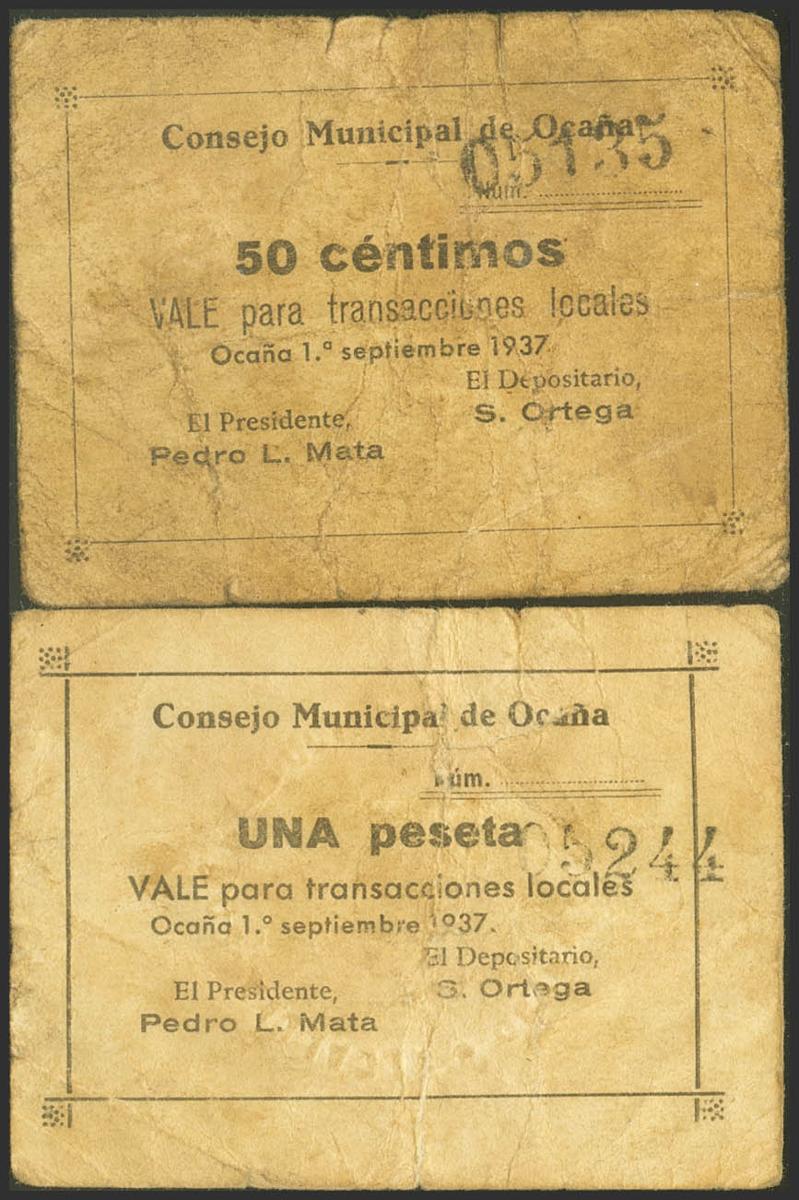 Consejo Municipal de Ocaña
05135
Núm.
50 céntimos
VALE para transacciones locales
Ocaña 1.ª septiembre 1937.
El Depositario,
S. Ortega
El Presidente,
Pedro L. Mata
Consejo Municipal de Ocaña
Núm.
UNA peseta
05244
VALE para transacciones locales
Ocaña 1.º septiembre 1937.
El Depositario,
S. Ortega
El Presidente,
Pedro L. Mata